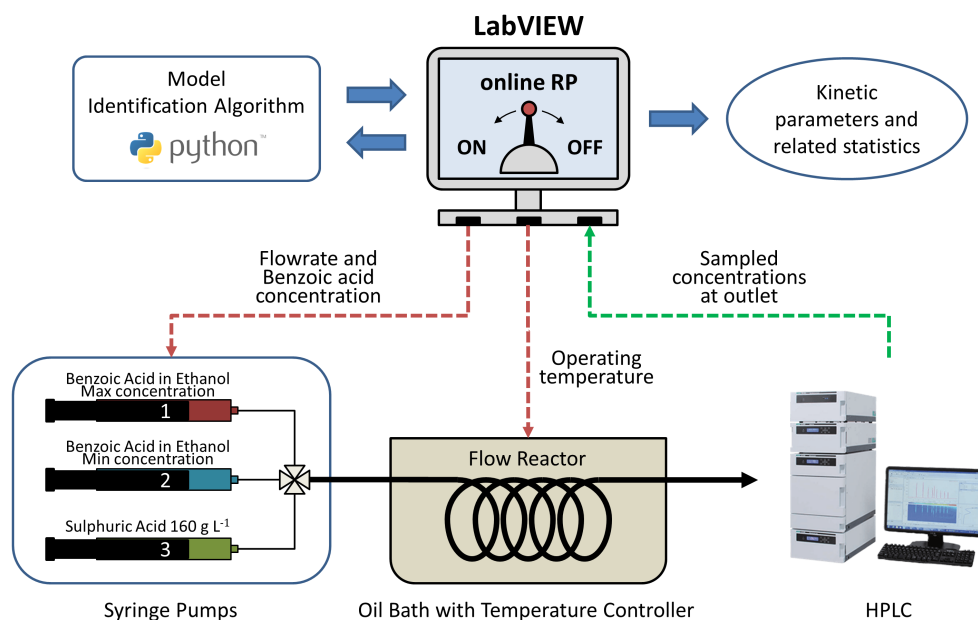 LabVIEW
Model
Identification Algorithm
python™
online RP
ON
OFF
Kinetic
parameters and
related statistics
Flowrate and
Benzoic acid
concentration
Sampled
concentrations
at outlet
Operating
temperature
Benzoic Acid in Ethanol
Max concentration
1
Benzoic Acid in Ethanol
Min concentration
2
Sulphuric Acid 160 g L⁻¹
3
Flow Reactor
Syringe Pumps
Oil Bath with Temperature Controller
HPLC